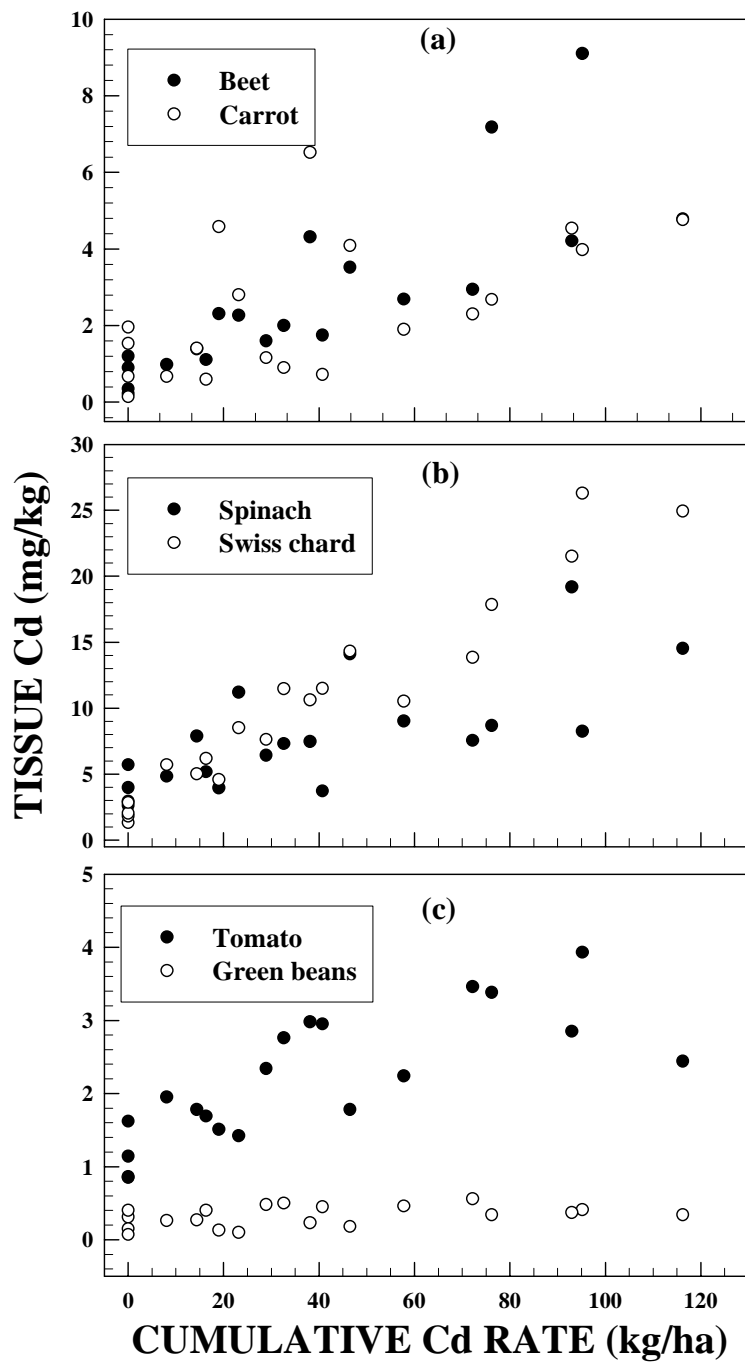 TISSUE Cd (mg/kg)
(a)
Beet
Carrot
10
8
6
4
2
0
(b)
Spinach
Swiss chard
30
25
20
15
10
5
0
(c)
Tomato
Green beans
5
4
3
2
1
0
0 20 40 60 80 100 120
CUMULATIVE Cd RATE (kg/ha)